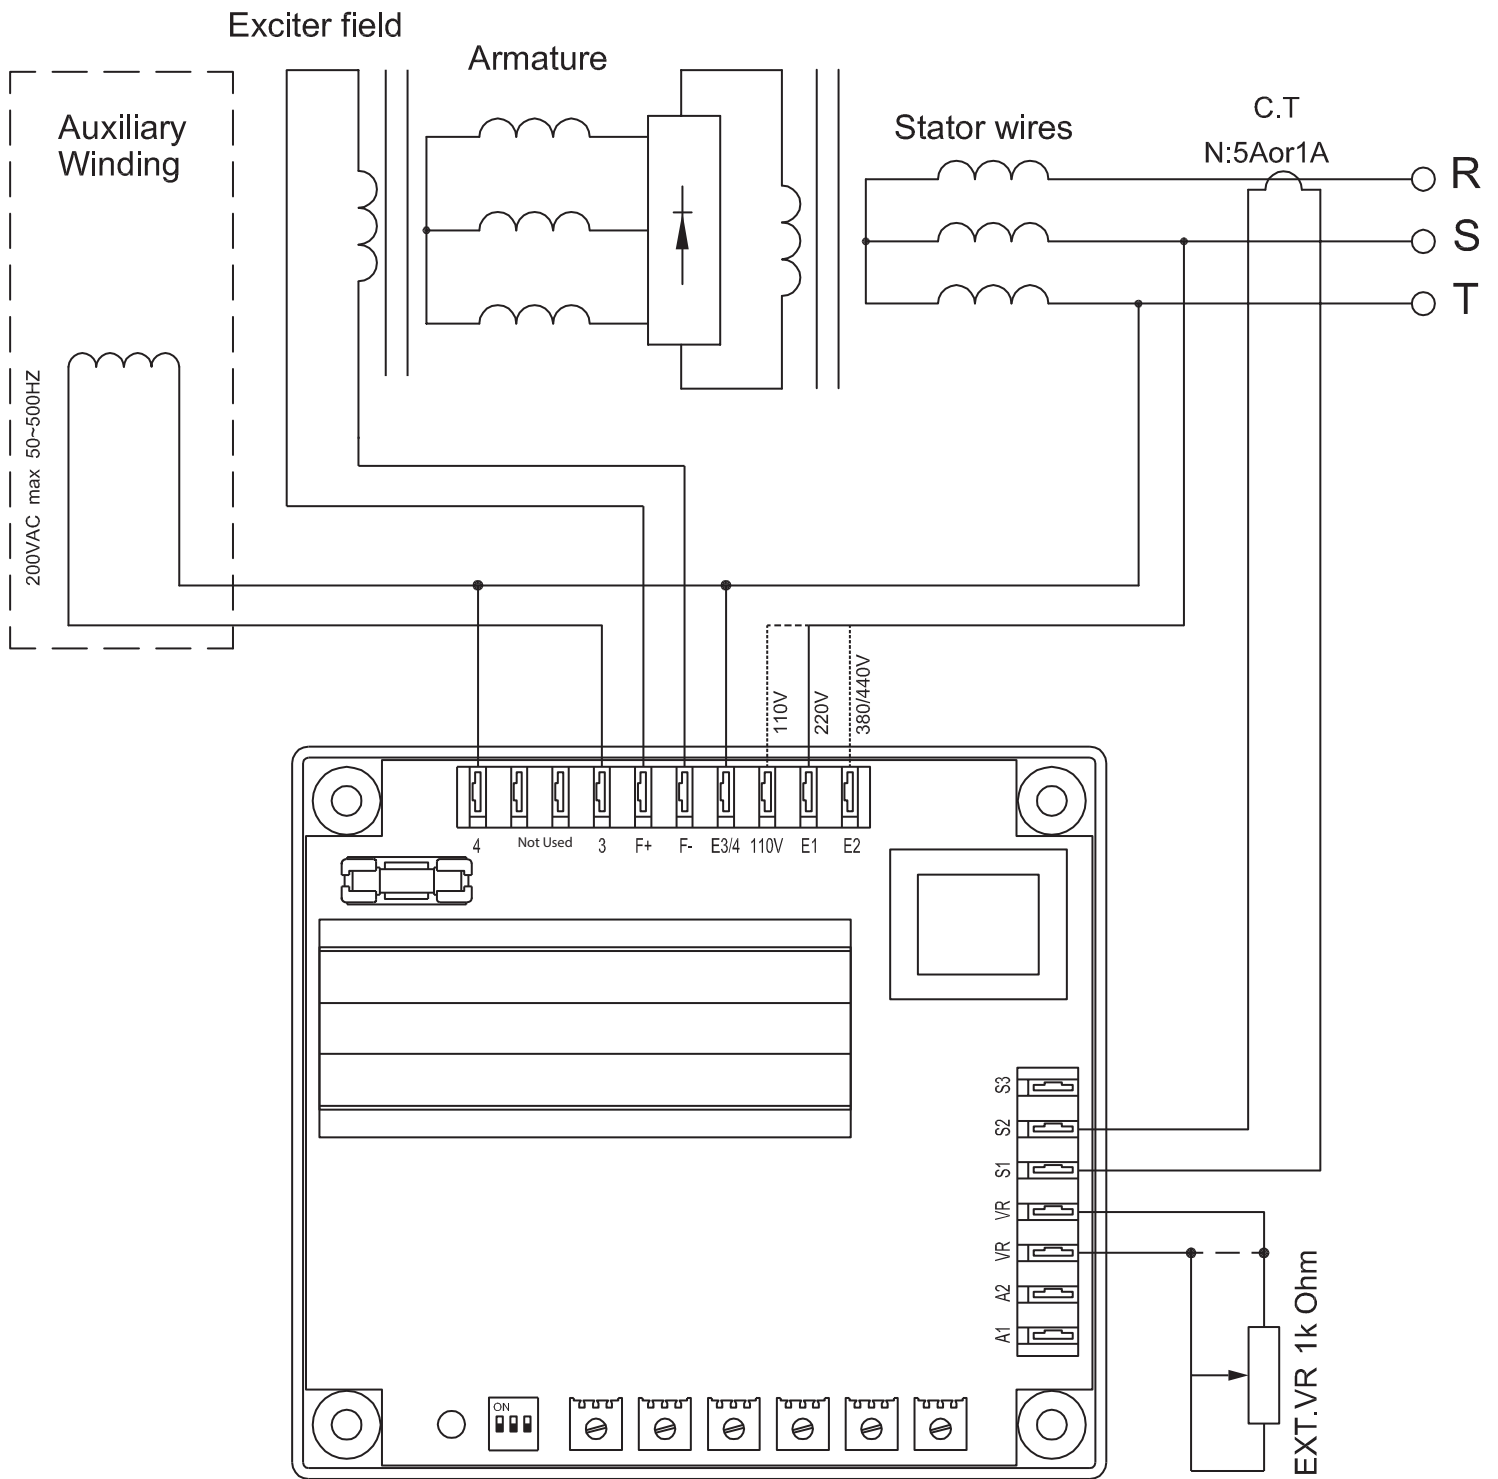 Exciter field
Armature
Auxiliary
Winding
200VAC max 50~500HZ
Stator wires
C.T
N:5Aor1A
R
S
T
110V
220V
380/440V
4
Not Used
3
F+
F-
E3/4
110V
E1
E2
S3
S2
S1
VR
VR
A2
A1
EXT.VR 1k Ohm
ON